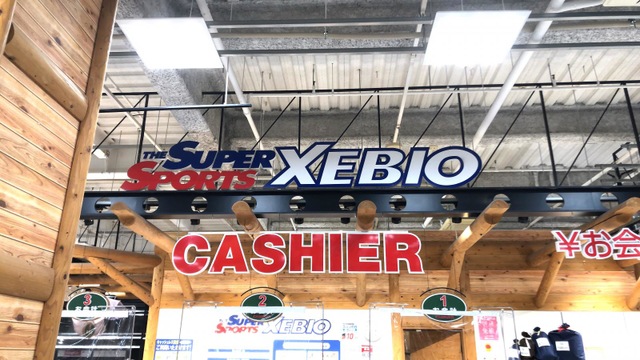 THE SUPER SPORTS XEBIO
CASHIER
¥お会
3
2
1
SUPER SPORTS XEBIO